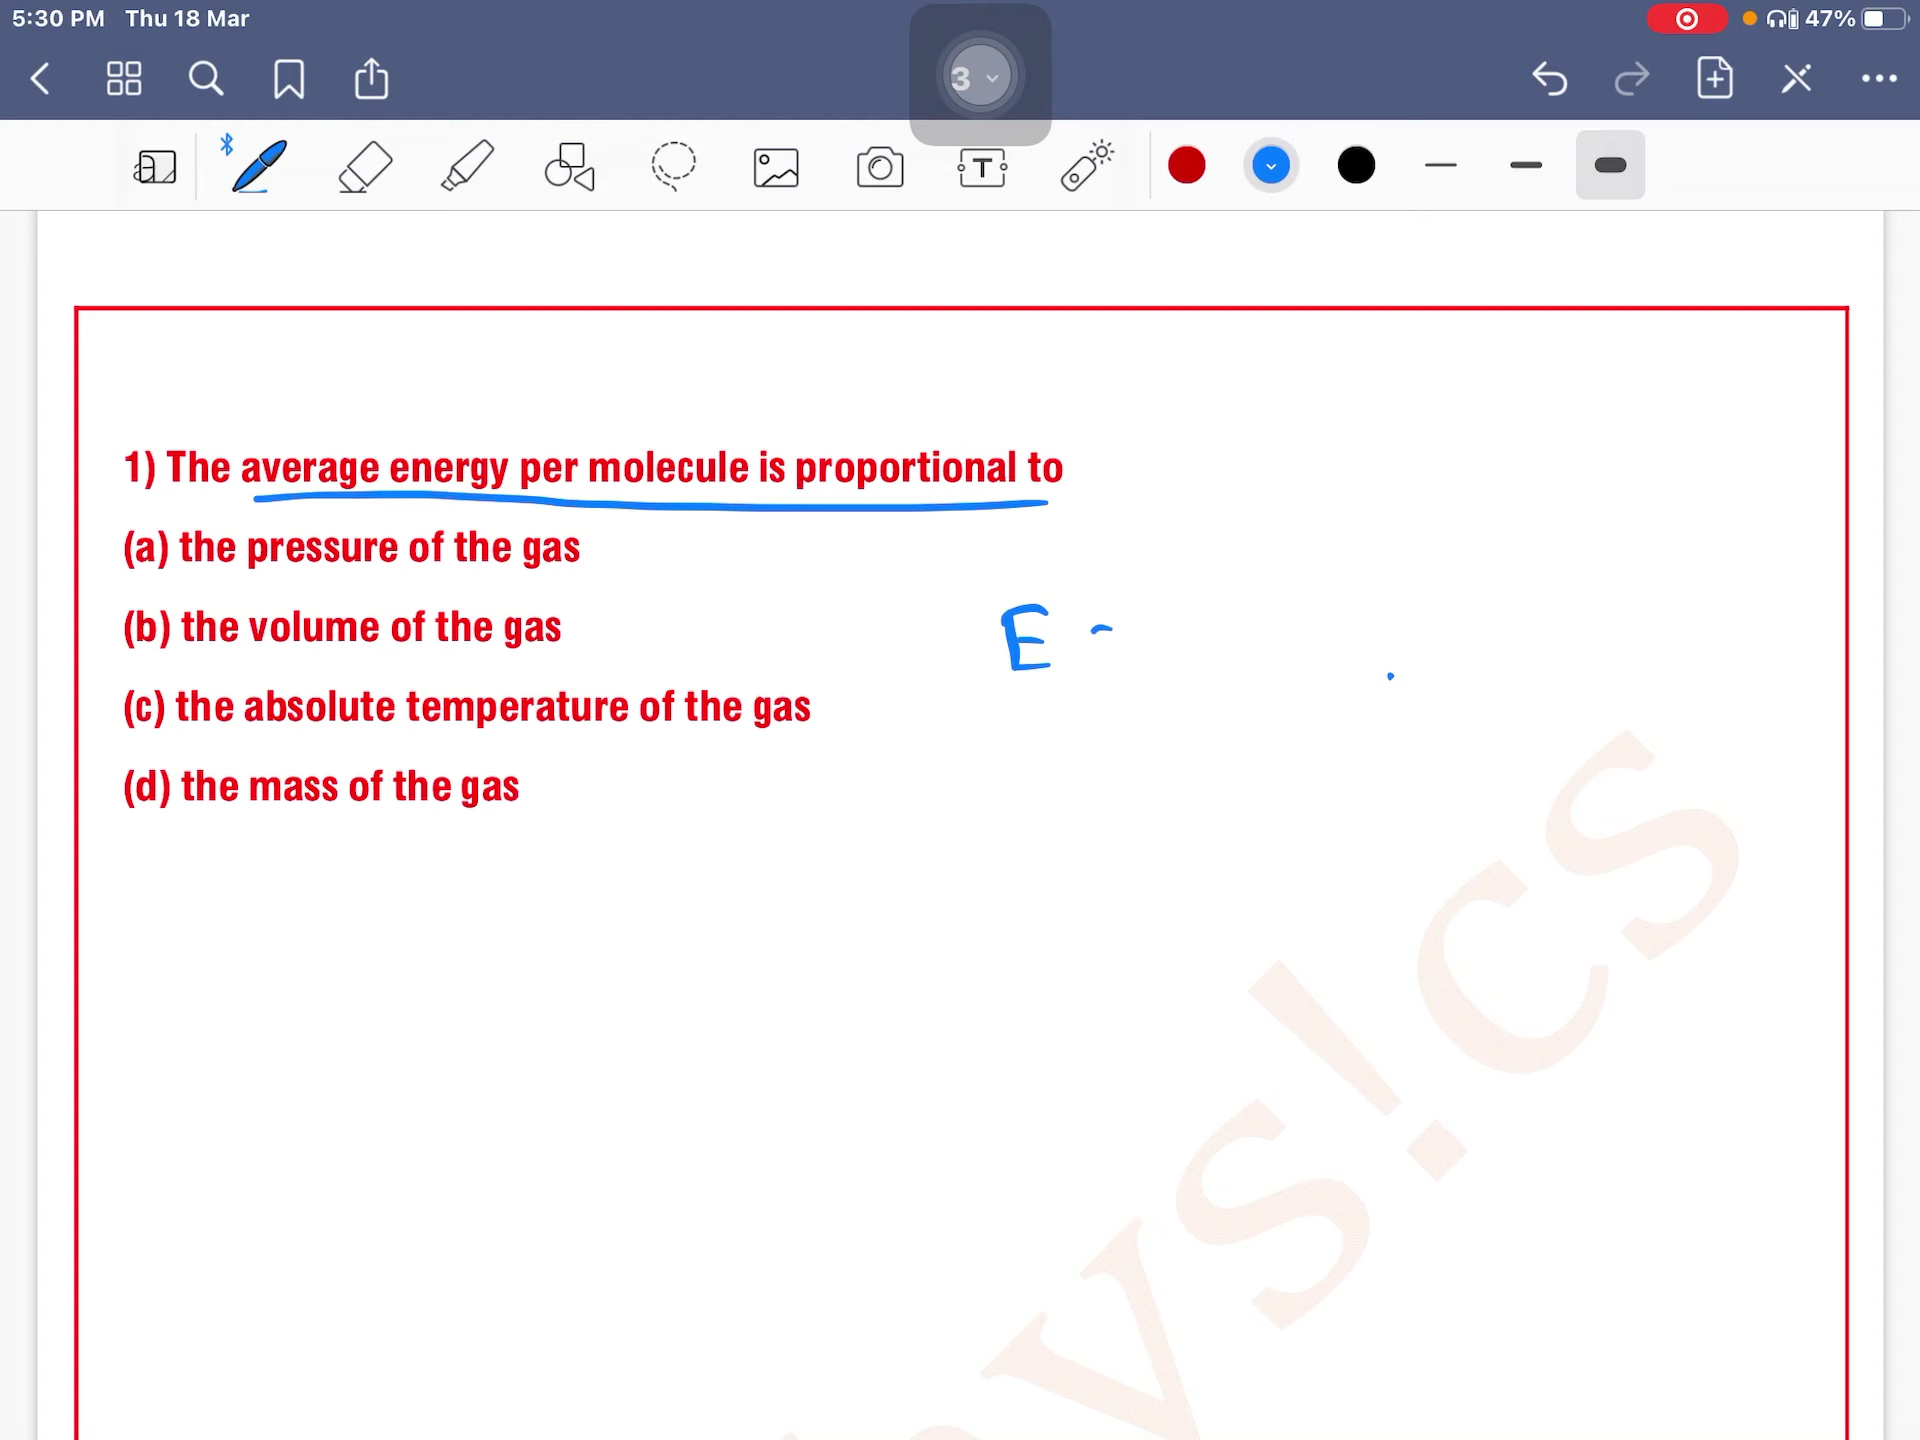 5:30 PM Thu 18 Mar
47%
3
1) The average energy per molecule is proportional to
(a) the pressure of the gas
(b) the volume of the gas
E -
(c) the absolute temperature of the gas
(d) the mass of the gas
ys!cs